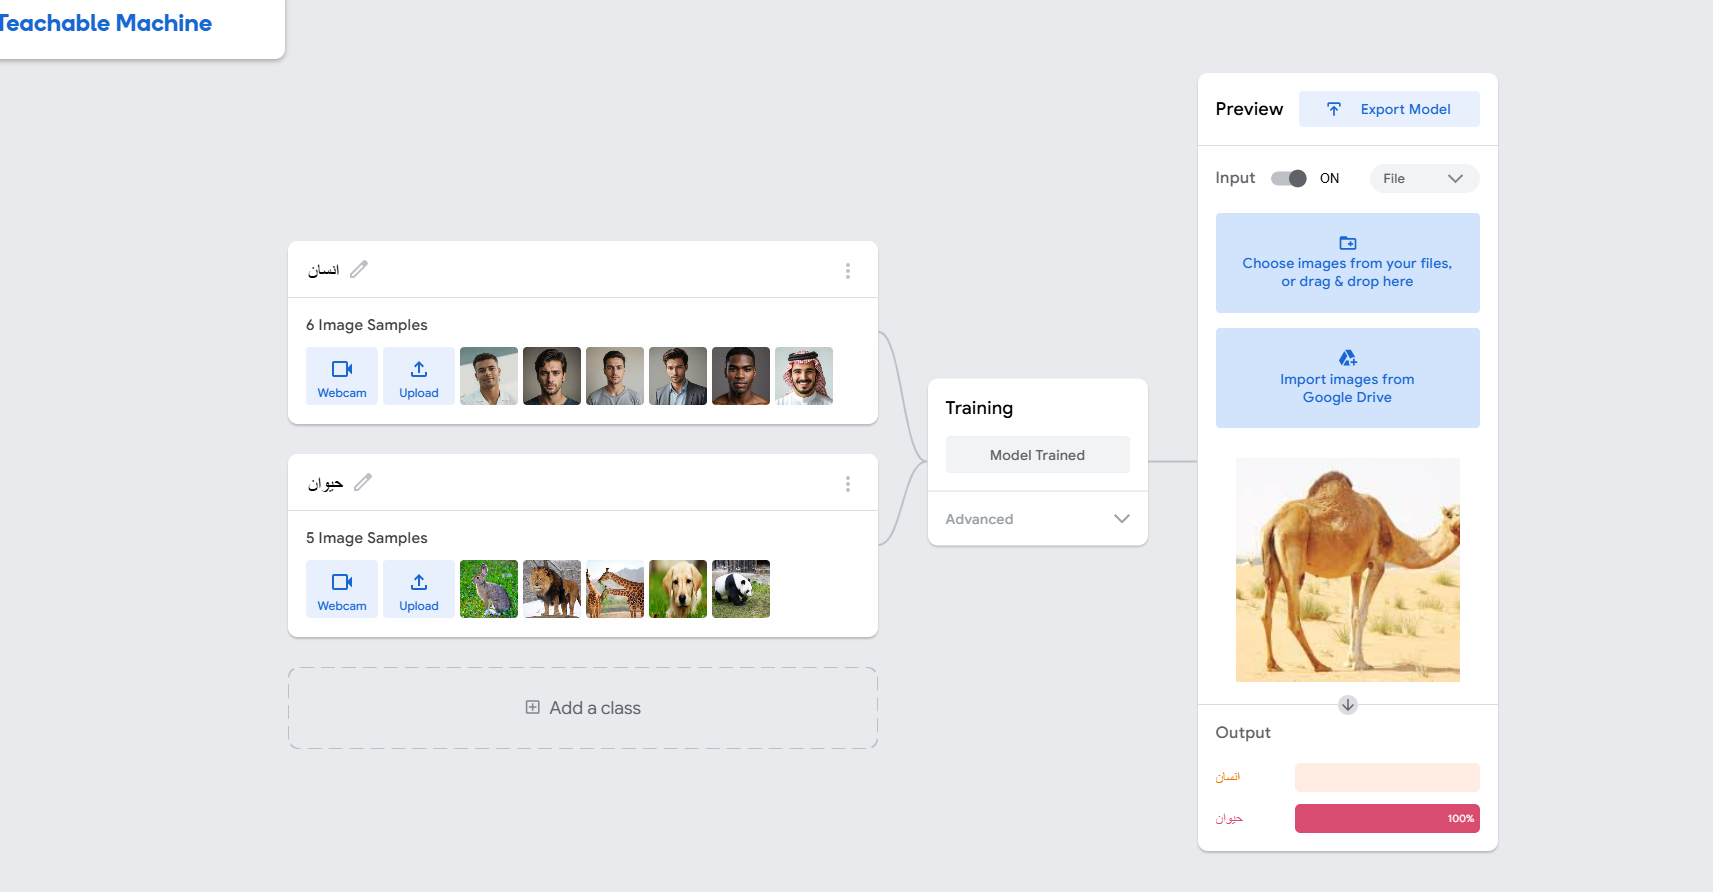 Teachable Machine
انسان
6 Image Samples
Webcam
Upload
حيوان
5 Image Samples
Webcam
Upload
Add a class
Training
Model Trained
Advanced
Preview
Export Model
Input
ON
File
Choose images from your files,
or drag & drop here
Import images from
Google Drive
Output
انسان
حيوان
100%